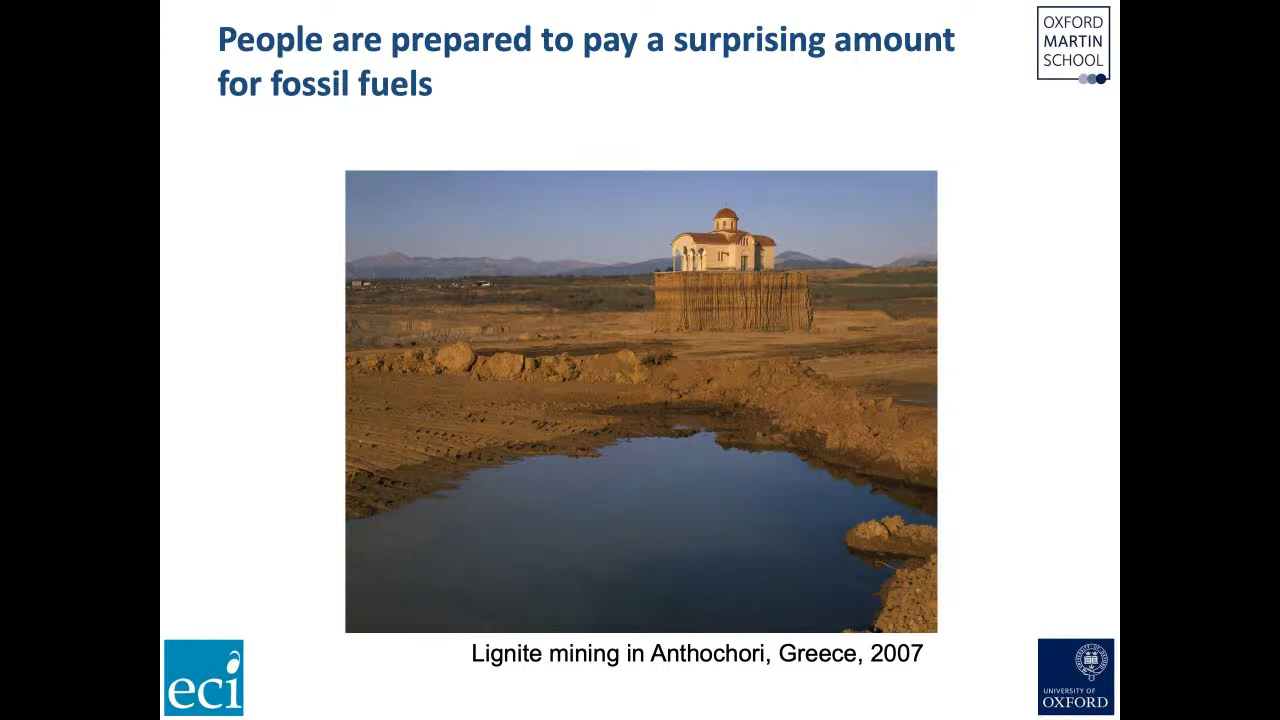 People are prepared to pay a surprising amount
for fossil fuels
OXFORD
MARTIN
SCHOOL
Lignite mining in Anthochori, Greece, 2007
eci
UNIVERSITY OF
OXFORD